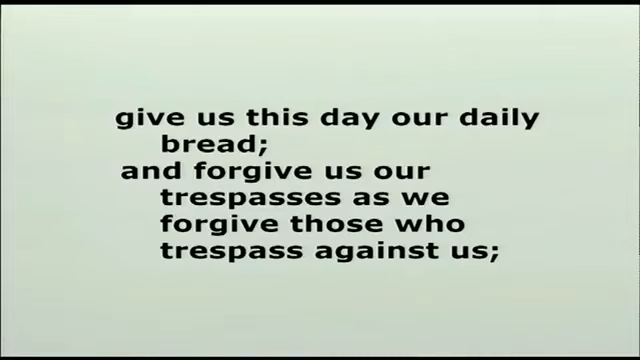 give us this day our daily
bread;
and forgive us our
trespasses as we
forgive those who
trespass against us;